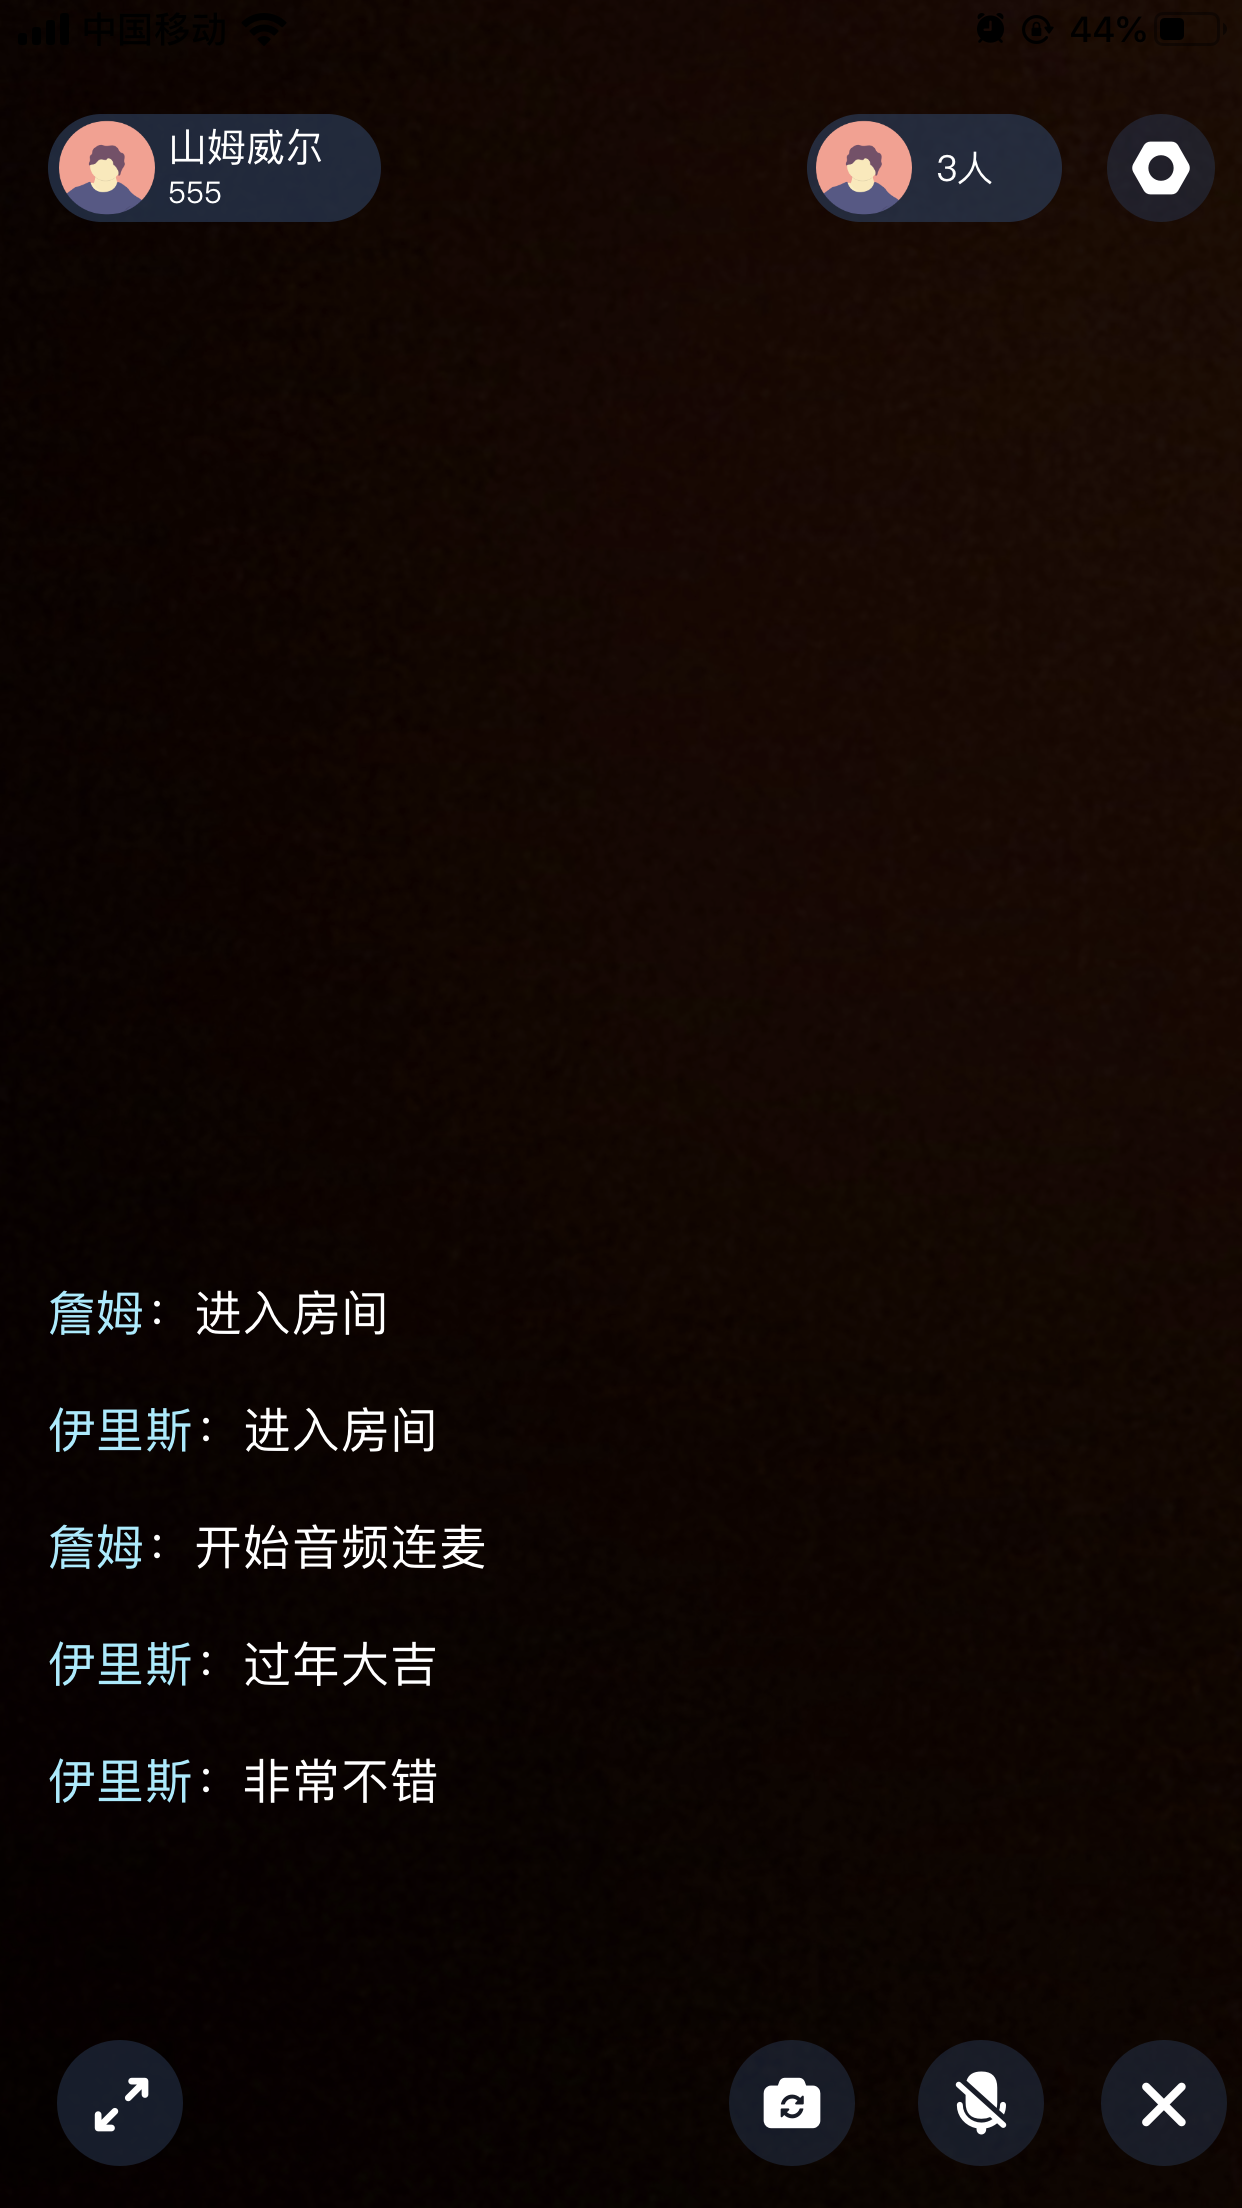 中国移动
44%
山姆威尔
555
3人
詹姆：进入房间
伊里斯：进入房间
詹姆：开始音频连麦
伊里斯：过年大吉
伊里斯：非常不错